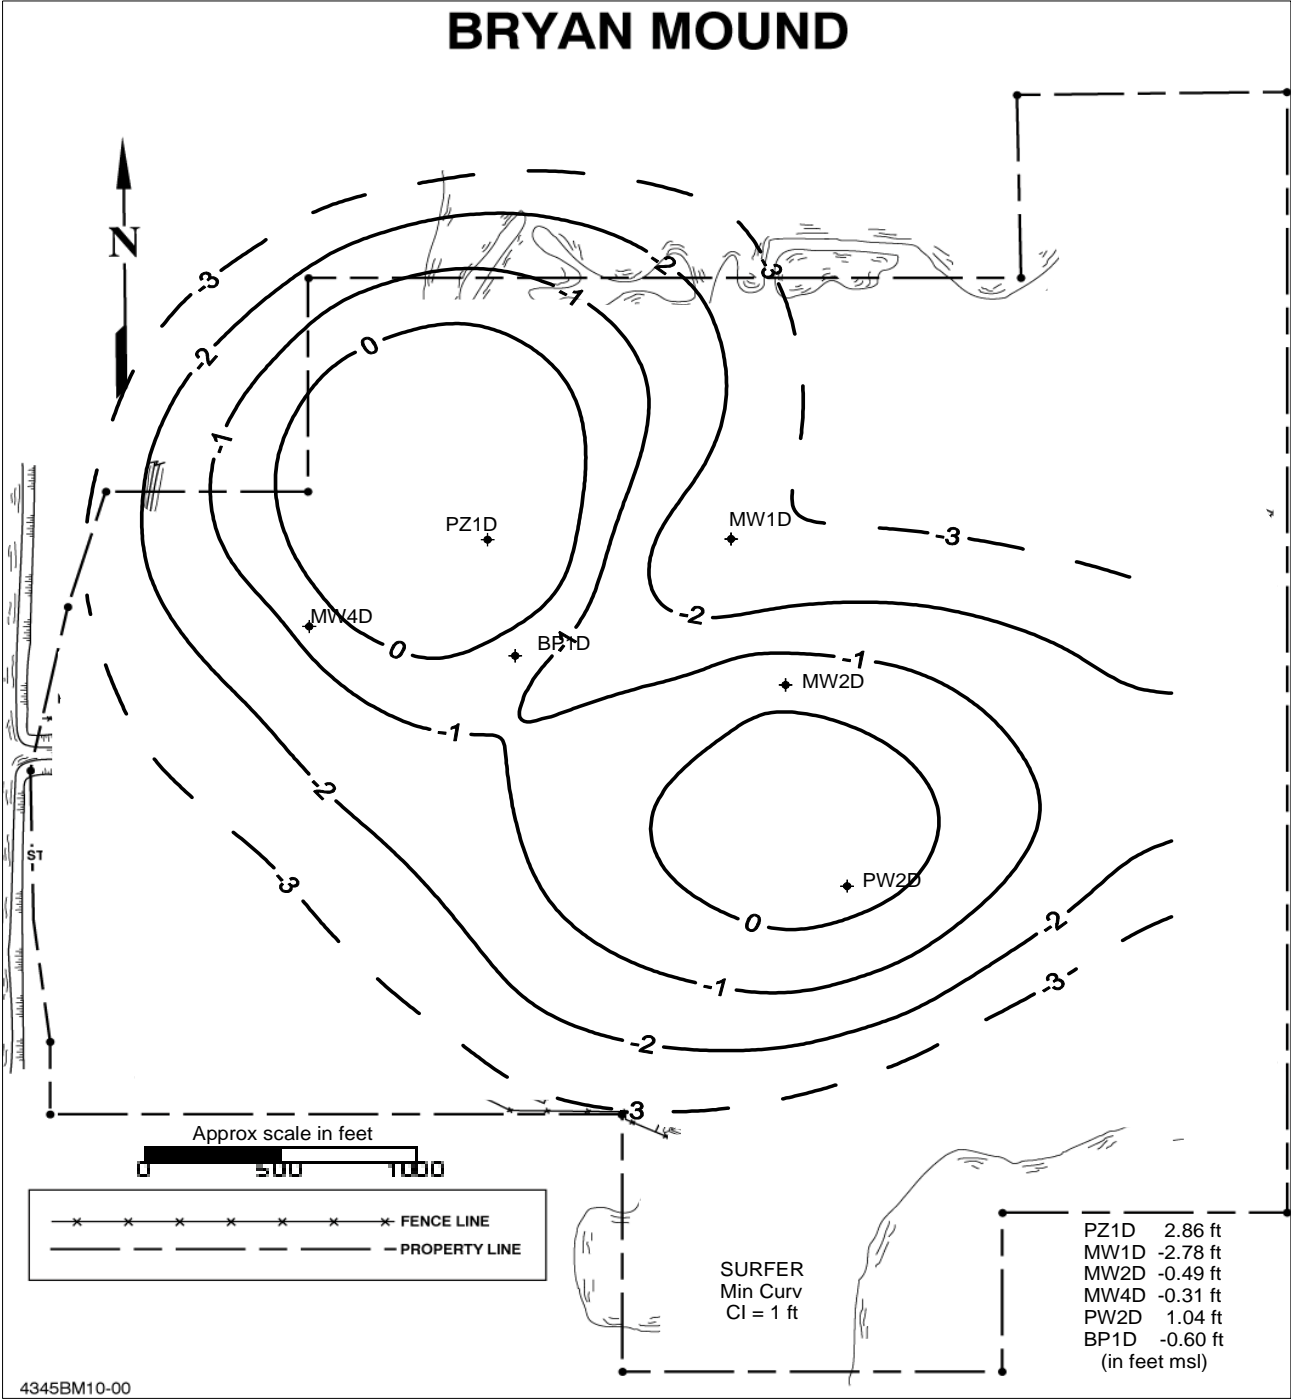 BRYAN MOUND
N
-3
-2
-2
-1
3
0
-1
PZ1D
MW1D
-3
MW4D
-2
0
BP1D
-1
-1
MW2D
-1
-2
ST
-3
PW2D
0
-2
-1
-3
-2
3
Approx scale in feet
0 500 1000
FENCE LINE
PROPERTY LINE
SURFER
Min Curv
CI = 1 ft
PZ1D 2.86 ft
MW1D -2.78 ft
MW2D -0.49 ft
MW4D -0.31 ft
PW2D 1.04 ft
BP1D -0.60 ft
(in feet msl)
4345BM10-00